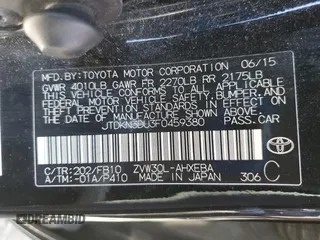 MFD.BY:TOYOTA MOTOR CORPORATION 06/15
GVWR 4010LB GAWR FR 2270LB RR 2175LB
THIS VEHICLE CONFORMS TO ALL APPLICABLE
FEDERAL MOTOR VEHICLE SAFETY, BUMPER, AND
THEFT PREVENTION STANDARDS IN EFFECT ON
THE DATE OF MANUFACTURE SHOWN ABOVE.
JTDKN3DU3F0459380 PASS.CAR
C/TR:202/FB10 ZVW30L-AHXEBA C
A/TM:-01A/P410 MADE IN JAPAN 306
TOYOTA